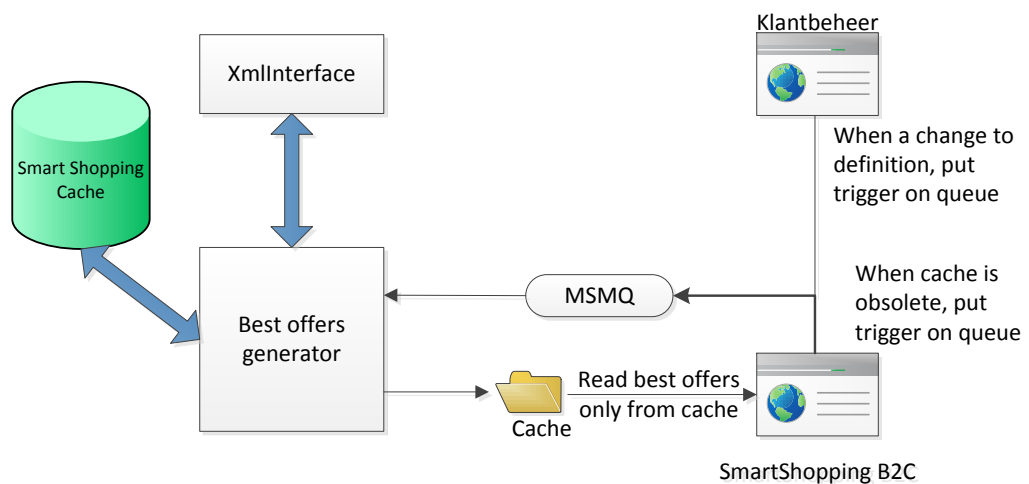 Klantbeheer
XmlInterface
When a change to
definition, put
trigger on queue
Smart Shopping
Cache
When cache is
obsolete, put
trigger on queue
MSMQ
Best offers
generator
Read best offers
only from cache
Cache
SmartShopping B2C